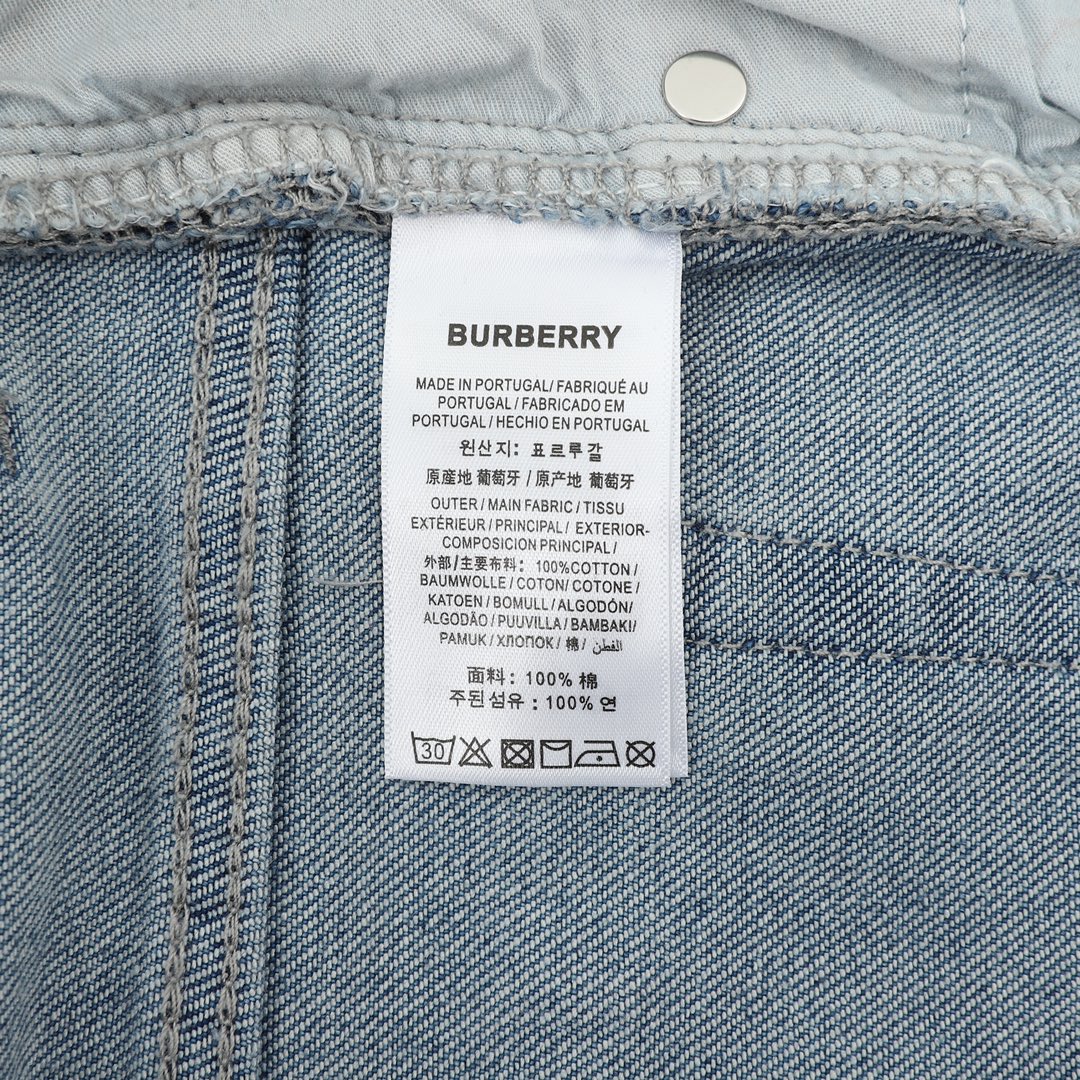 BURBERRY
MADE IN PORTUGAL/ FABRIQUÉ AU
PORTUGAL / FABRICADO EM
PORTUGAL / HECHIO EN PORTUGAL
원산지: 표르루갈
原産地 葡萄牙 / 原产地 葡萄牙
OUTER / MAIN FABRIC / TISSU
EXTÉRIEUR / PRINCIPAL / EXTERIOR-
COMPOSICION PRINCIPAL /
外部/主要布料: 100%COTTON /
BAUMWOLLE / COTON/ COTONE /
KATOEN / BOMULL / ALGODÓN/
ALGODÃO / PUUVILLA / BAMBAKI/
PAMUK / ХЛОПОК / 棉/ القطن
面料: 100% 棉
주된섬유 : 100% 면
30